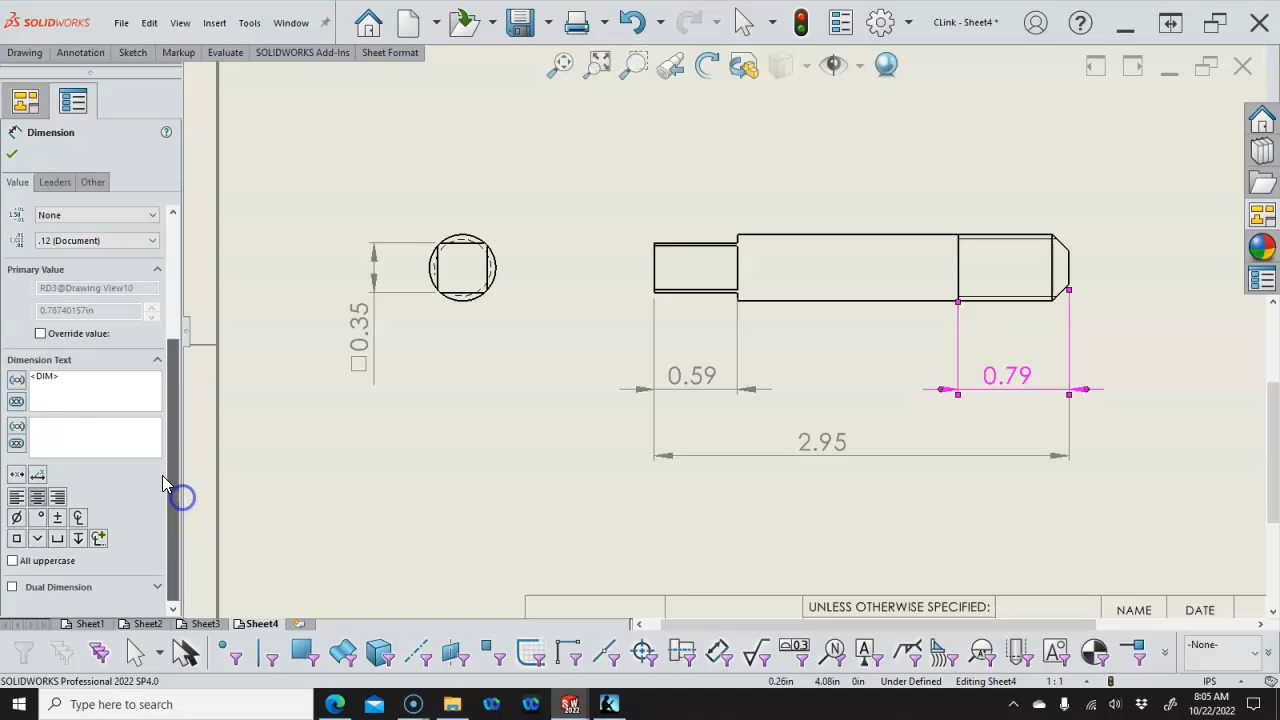 SOLIDWORKS File Edit View Insert Tools Window CLink - Sheet4 *
Drawing Annotation Sketch Markup Evaluate SOLIDWORKS Add-Ins Sheet Format
Dimension
Value Leaders Other
None
.12 (Document)
Primary Value
RD3@Drawing View10
0.78740157in
Override value:
Dimension Text
<DIM>
All uppercase
Dual Dimension
□0.35
0.59
0.79
2.95
UNLESS OTHERWISE SPECIFIED:
NAME DATE
Sheet1 Sheet2 Sheet3 Sheet4
-None-
SOLIDWORKS Professional 2022 SP4.0 0.26in 4.08in 0in Under Defined Editing Sheet4 1 : 1 IPS
Type here to search
8:05 AM
10/22/2022